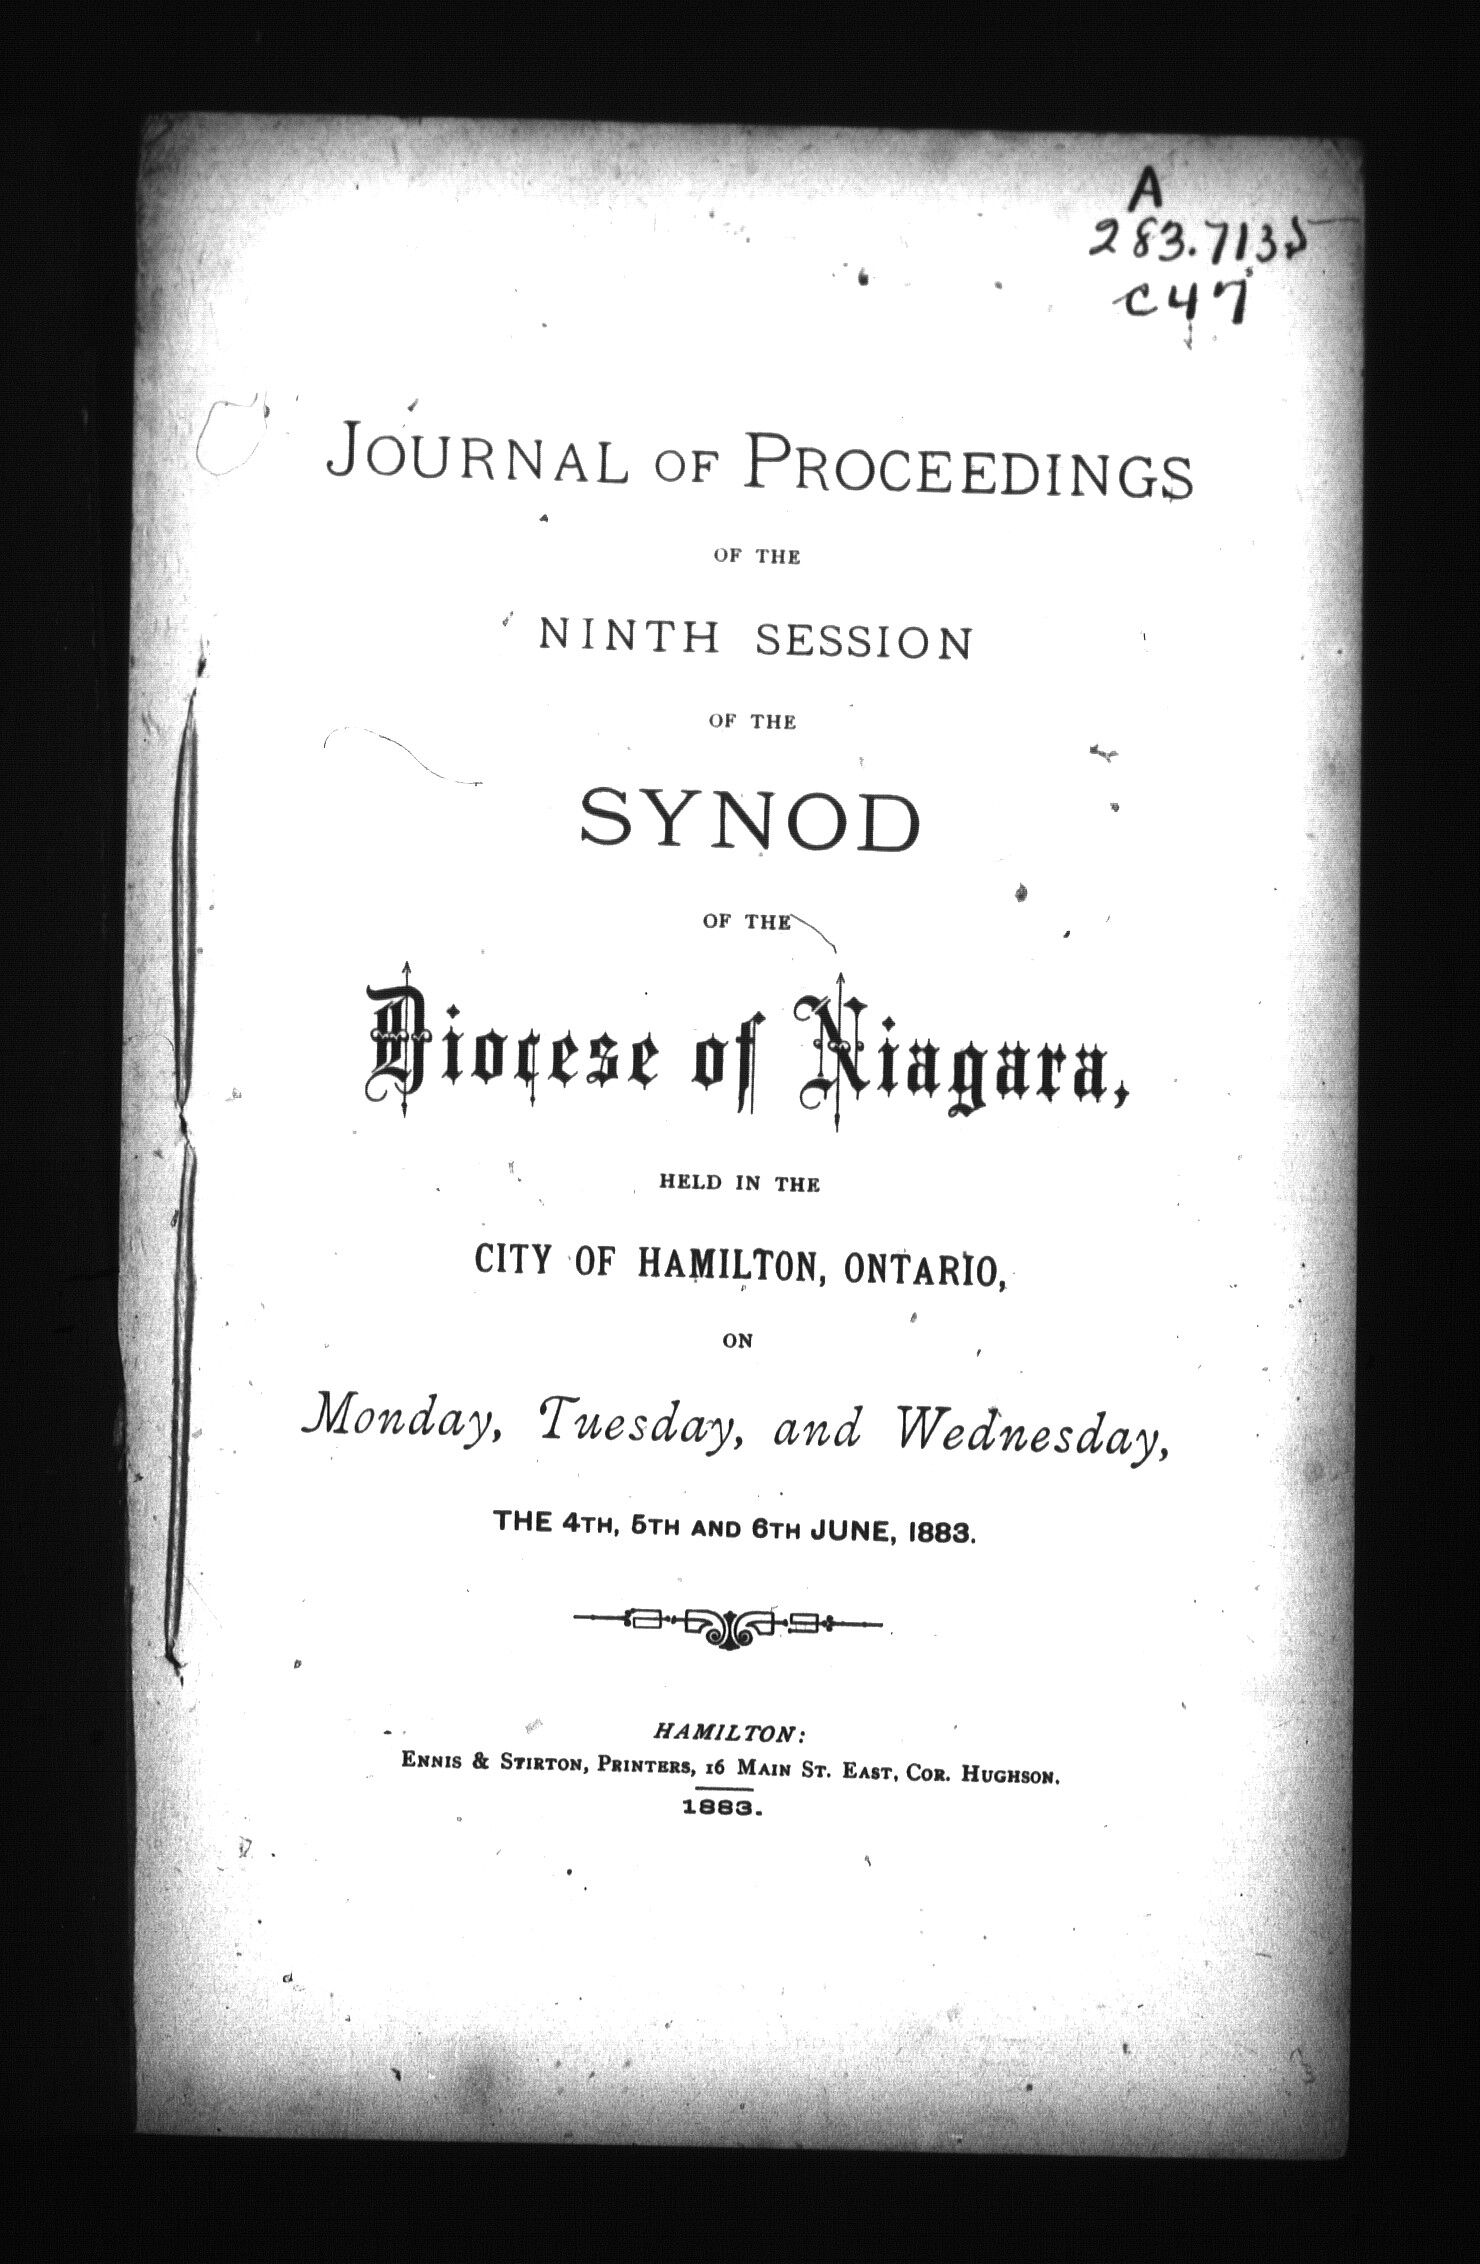 A
283.7135
C47
JOURNAL OF PROCEEDINGS
OF THE
NINTH SESSION
OF THE
SYNOD
OF THE
Diocese of Niagara,
HELD IN THE
CITY OF HAMILTON, ONTARIO,
ON
Monday, Tuesday, and Wednesday,
THE 4TH, 5TH AND 6TH JUNE, 1883.
HAMILTON:
ENNIS & STIRTON, PRINTERS, 16 MAIN ST. EAST, COR. HUGHSON.
1883.